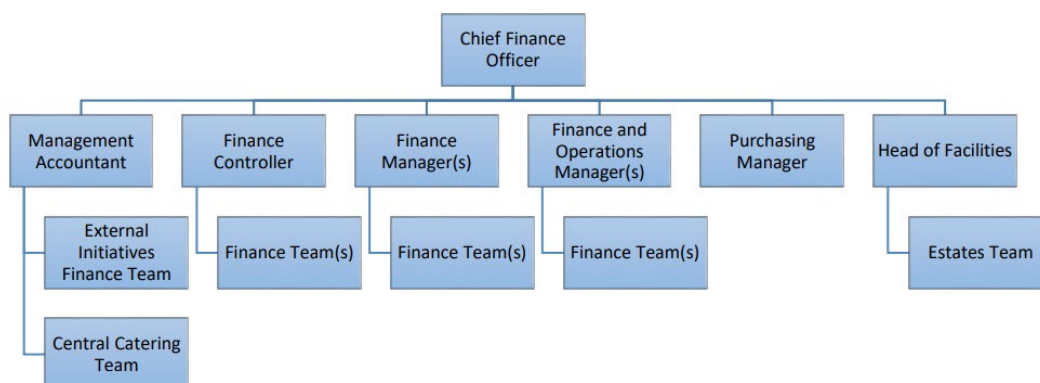 Chief Finance
Officer
Management
Accountant
Finance
Controller
Finance
Manager(s)
Finance and
Operations
Manager(s)
Purchasing
Manager
Head of Facilities
External
Initiatives
Finance Team
Finance Team(s)
Finance Team(s)
Finance Team(s)
Estates Team
Central Catering
Team